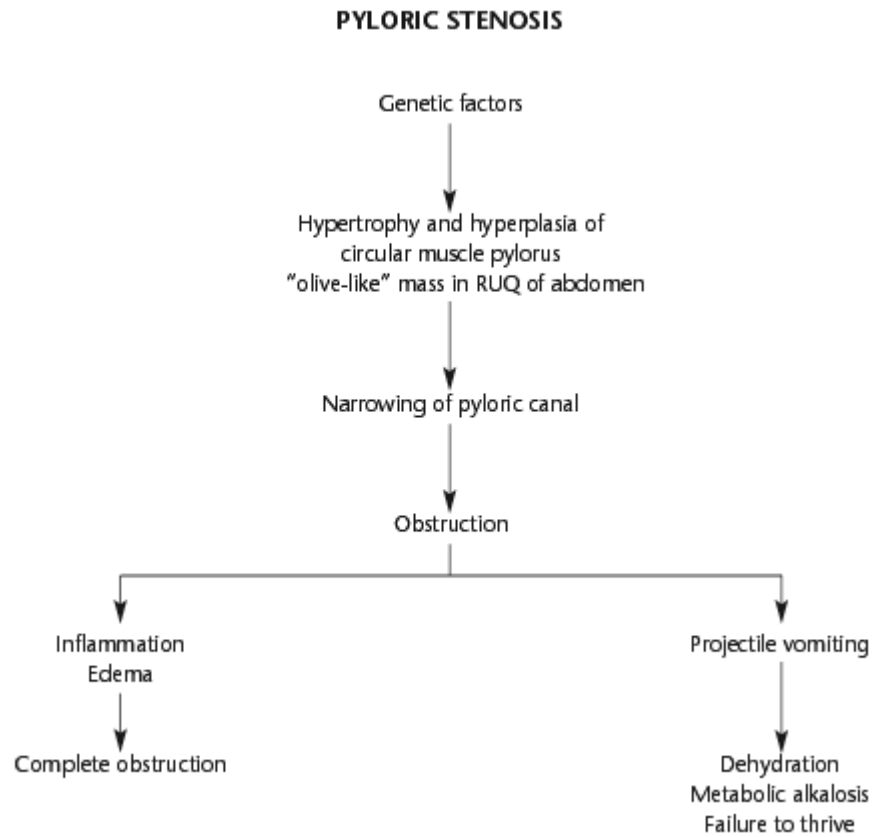 PYLORIC STENOSIS
Genetic factors
Hypertrophy and hyperplasia of
circular muscle pylorus
“olive-like” mass in RUQ of abdomen
Narrowing of pyloric canal
Obstruction
Inflammation
Edema
Complete obstruction
Projectile vomiting
Dehydration
Metabolic alkalosis
Failure to thrive